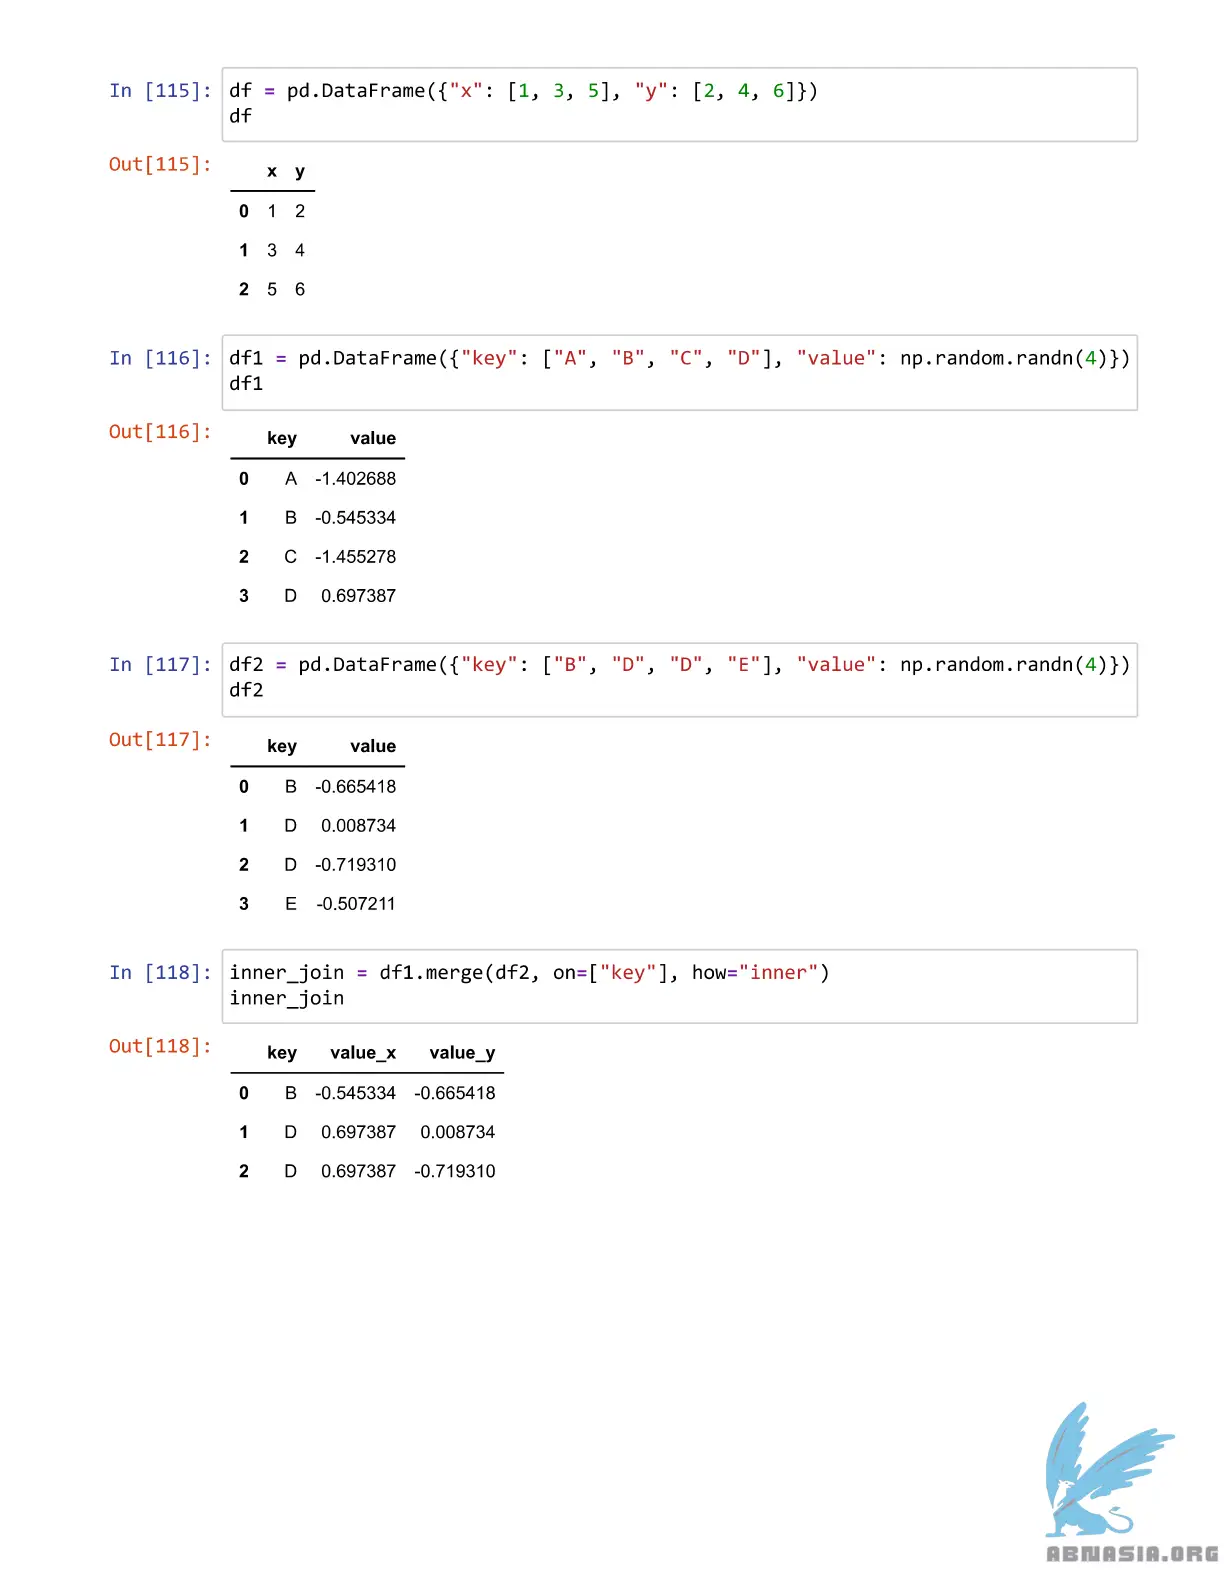 In [115]: df = pd.DataFrame({"x": [1, 3, 5], "y": [2, 4, 6]})
df
Out[115]:
x y
0 1 2
1 3 4
2 5 6
In [116]: df1 = pd.DataFrame({"key": ["A", "B", "C", "D"], "value": np.random.randn(4)})
df1
Out[116]:
key value
0 A -1.402688
1 B -0.545334
2 C -1.455278
3 D 0.697387
In [117]: df2 = pd.DataFrame({"key": ["B", "D", "D", "E"], "value": np.random.randn(4)})
df2
Out[117]:
key value
0 B -0.665418
1 D 0.008734
2 D -0.719310
3 E -0.507211
In [118]: inner_join = df1.merge(df2, on=["key"], how="inner")
inner_join
Out[118]:
key value_x value_y
0 B -0.545334 -0.665418
1 D 0.697387 0.008734
2 D 0.697387 -0.719310
ABNASIA.ORG